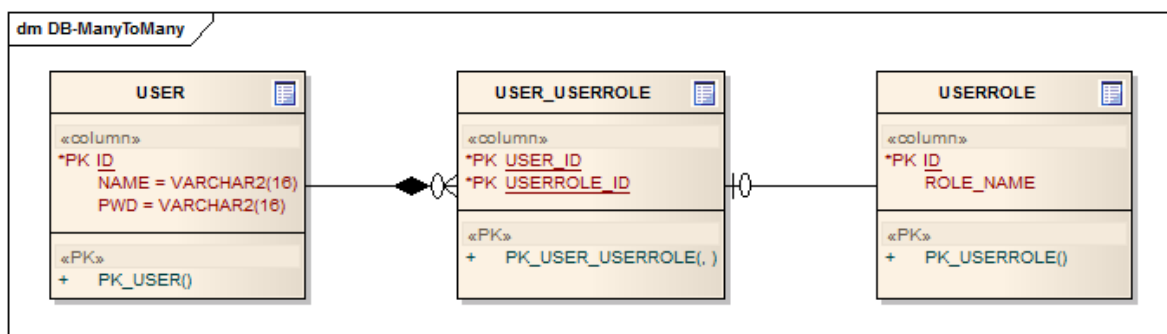 dm DB-ManyToMany
USER
«column»
*PK ID
NAME = VARCHAR2(16)
PWD = VARCHAR2(16)
«PK»
+ PK_USER()
USER_USERROLE
«column»
*PK USER_ID
*PK USERROLE_ID
«PK»
+ PK_USER_USERROLE(, )
USERROLE
«column»
*PK ID
ROLE_NAME
«PK»
+ PK_USERROLE()